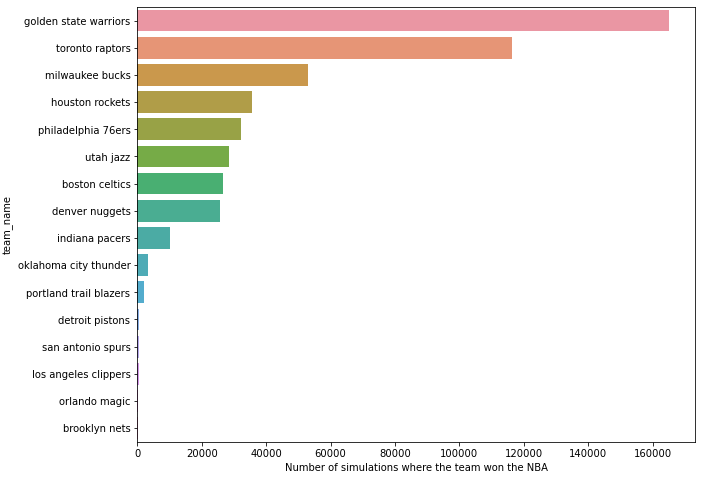 golden state warriors
toronto raptors
milwaukee bucks
houston rockets
philadelphia 76ers
utah jazz
boston celtics
denver nuggets
indiana pacers
oklahoma city thunder
portland trail blazers
detroit pistons
san antonio spurs
los angeles clippers
orlando magic
brooklyn nets
team_name
0 20000 40000 60000 80000 100000 120000 140000 160000
Number of simulations where the team won the NBA